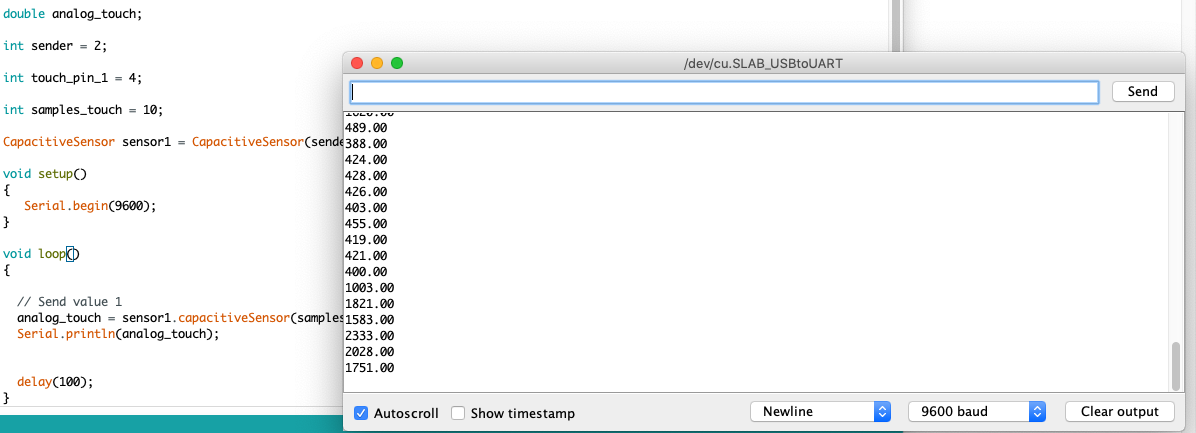 double analog_touch;
int sender = 2;
int touch_pin_1 = 4;
int samples_touch = 10;
CapacitiveSensor sensor1 = CapacitiveSensor(sende
void setup()
{
Serial.begin(9600);
}
void loop()
{
// Send value 1
analog_touch = sensor1.capacitiveSensor(samples
Serial.println(analog_touch);
delay(100);
}
/dev/cu.SLAB_USBtoUART
Send
489.00
388.00
424.00
428.00
426.00
403.00
455.00
419.00
421.00
400.00
1003.00
1821.00
1583.00
2333.00
2028.00
1751.00
Autoscroll Show timestamp Newline 9600 baud Clear output